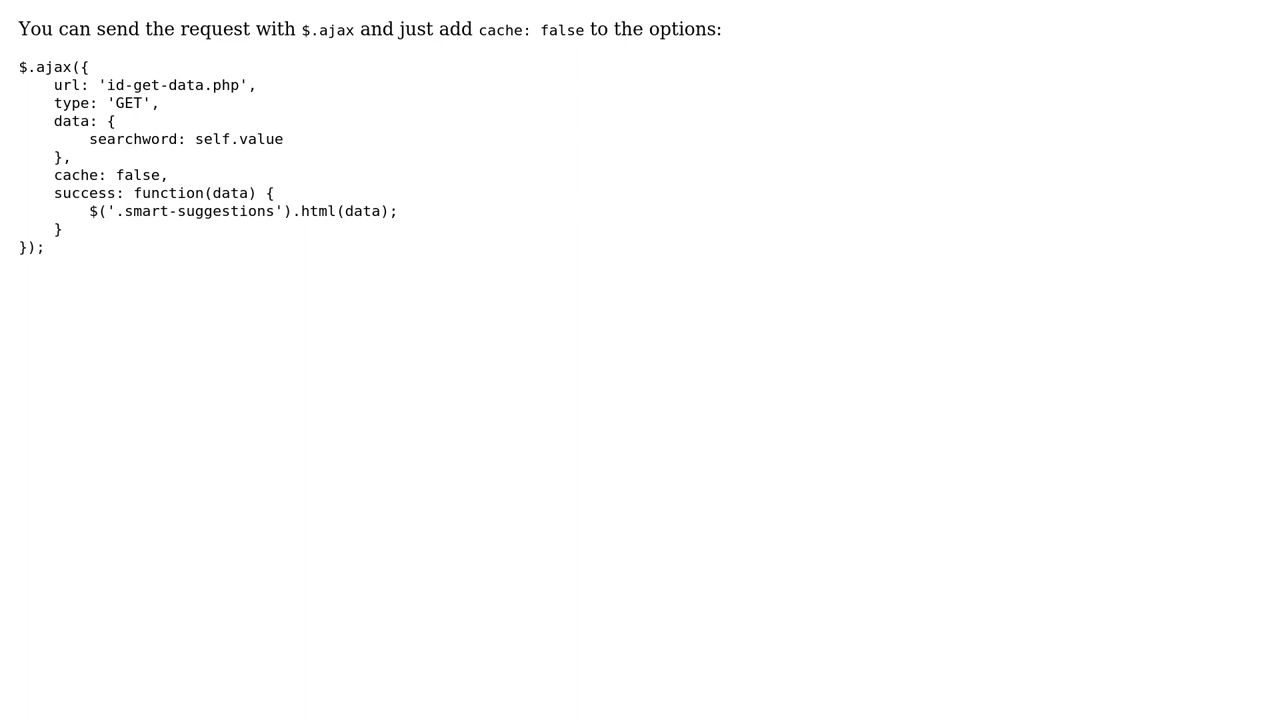 You can send the request with $.ajax and just add cache: false to the options:
$.ajax({
    url: 'id-get-data.php',
    type: 'GET',
    data: {
        searchword: self.value
    },
    cache: false,
    success: function(data) {
        $('.smart-suggestions').html(data);
    }
});